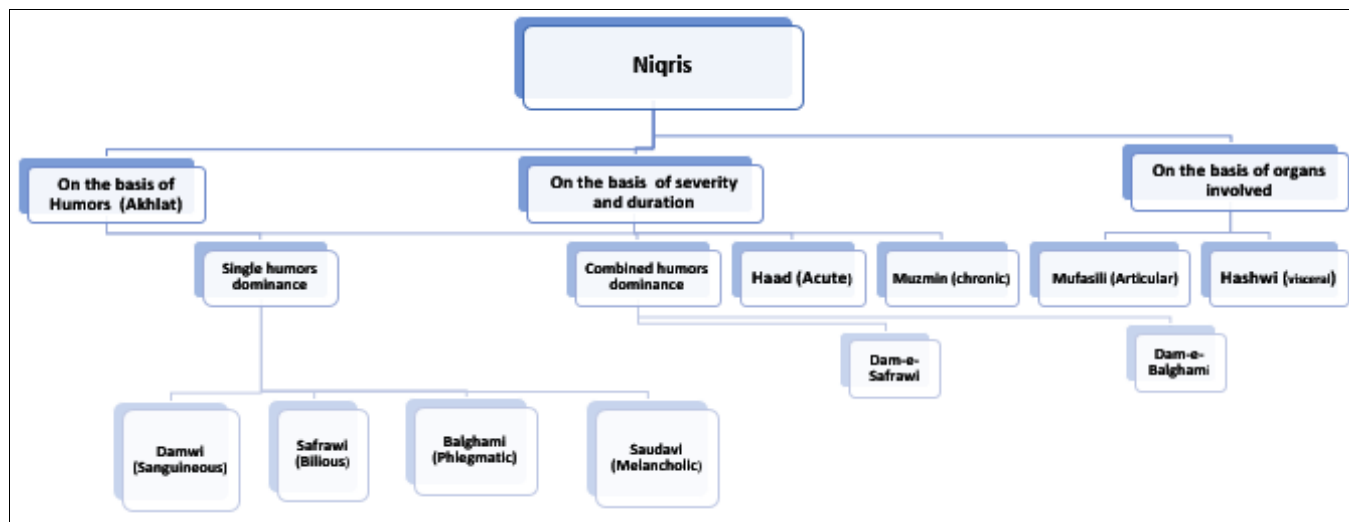 Niqris
On the basis of
Humors (Akhlat)
On the basis of severity
and duration
On the basis of organs
involved
Single humors
dominance
Combined humors
dominance
Haad (Acute)
Muzmin (chronic)
Mufasili (Articular)
Hashwi (visceral)
Dam-e-
Safrawi
Dam-e-
Balghami
Damwi
(Sanguineous)
Safrawi
(Bilious)
Balghami
(Phlegmatic)
Saudavi
(Melancholic)